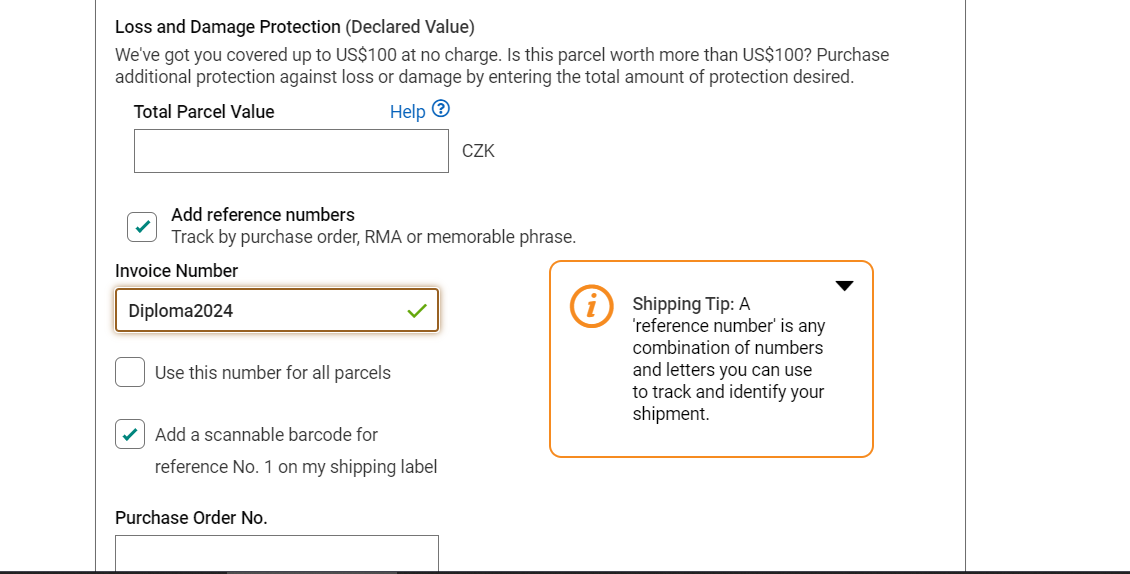 Loss and Damage Protection (Declared Value)
We've got you covered up to US$100 at no charge. Is this parcel worth more than US$100? Purchase
additional protection against loss or damage by entering the total amount of protection desired.
Total Parcel Value Help ?
CZK
Add reference numbers
Track by purchase order, RMA or memorable phrase.
Invoice Number
Diploma2024
Use this number for all parcels
Add a scannable barcode for
reference No. 1 on my shipping label
i
Shipping Tip: A
'reference number' is any
combination of numbers
and letters you can use
to track and identify your
shipment.
Purchase Order No.